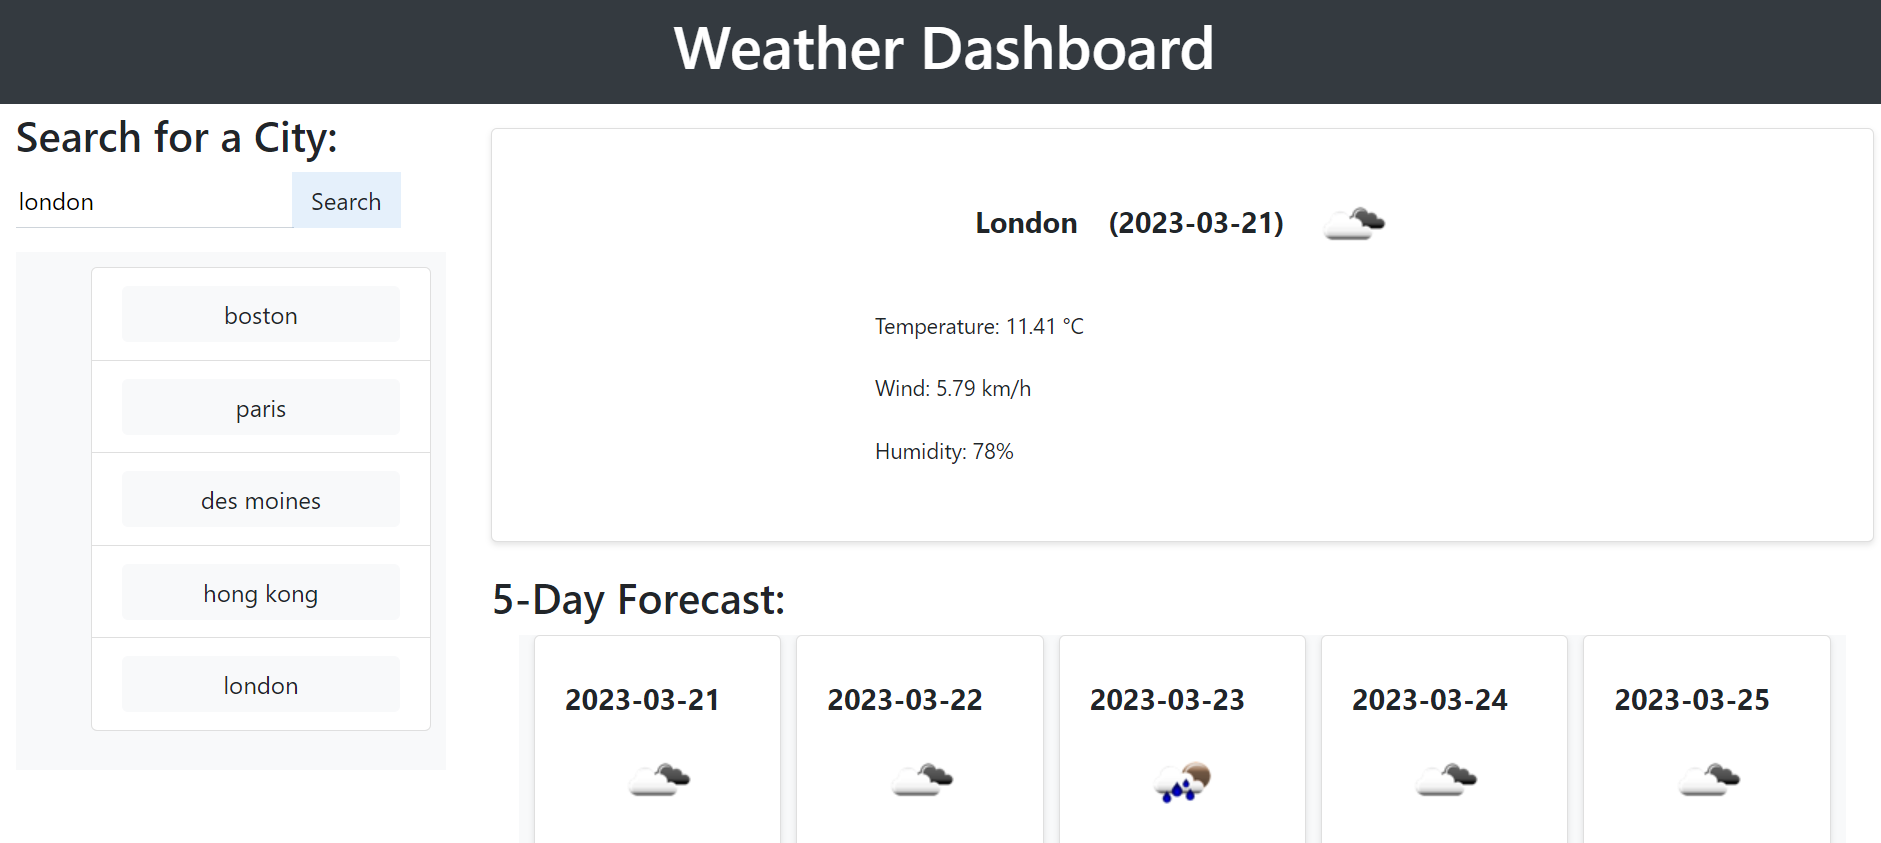 Weather Dashboard
Search for a City:
london
Search
boston
paris
des moines
hong kong
london
London (2023-03-21)
Temperature: 11.41 °C
Wind: 5.79 km/h
Humidity: 78%
5-Day Forecast:
2023-03-21
2023-03-22
2023-03-23
2023-03-24
2023-03-25